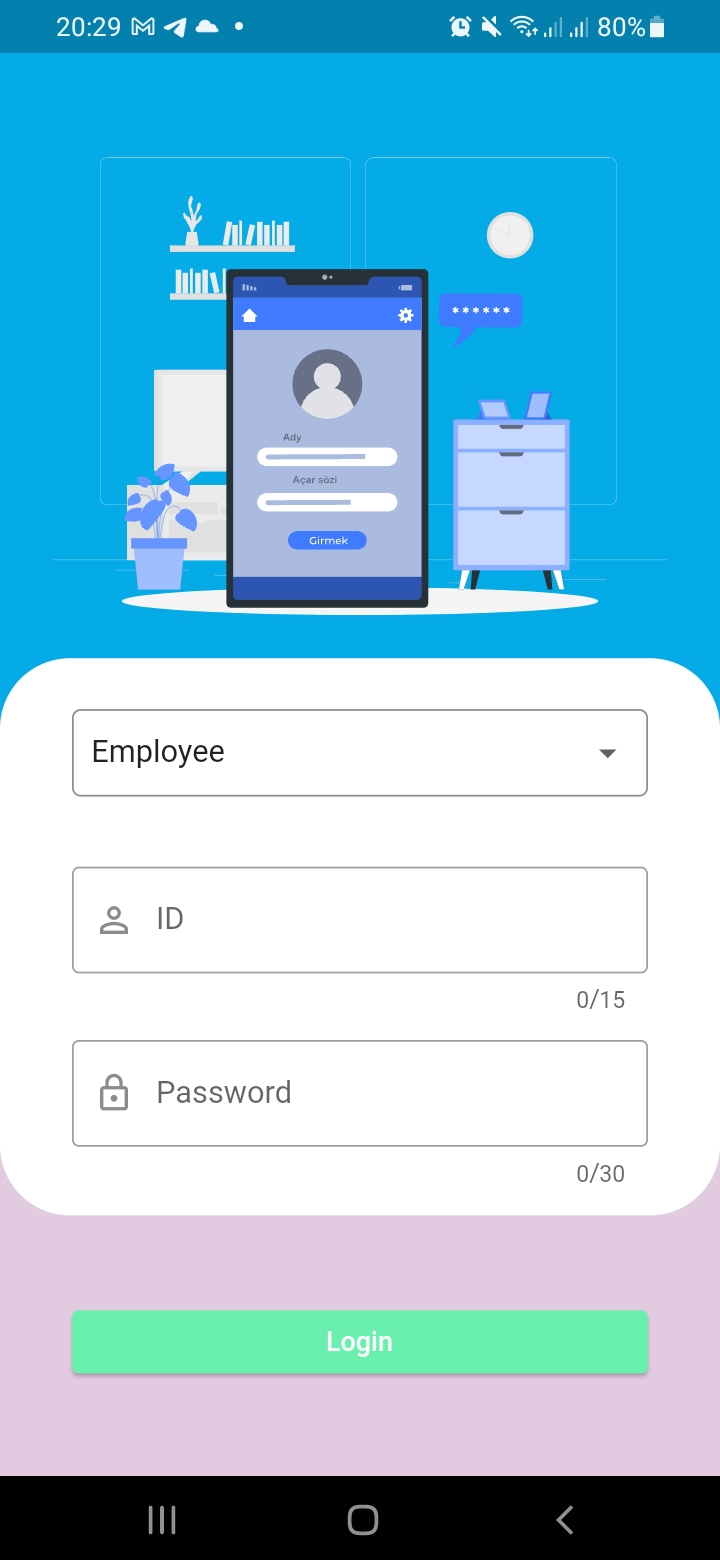 20:29
80%
******
Ady
Açar sözi
Girmek
Employee
ID
0/15
Password
0/30
Login